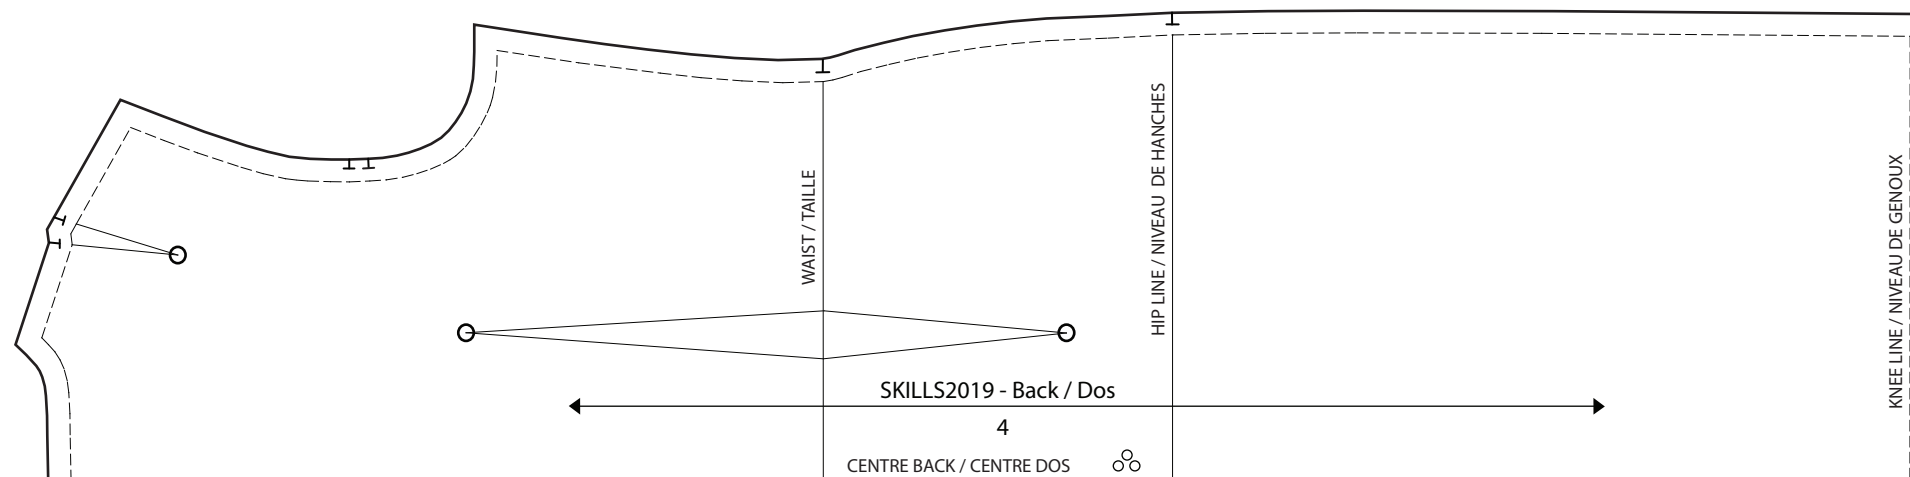 WAIST / TAILLE
HIP LINE / NIVEAU DE HANCHES
KNEE LINE / NIVEAU DE GENOUX
SKILLS2019 - Back / Dos
4
CENTRE BACK / CENTRE DOS